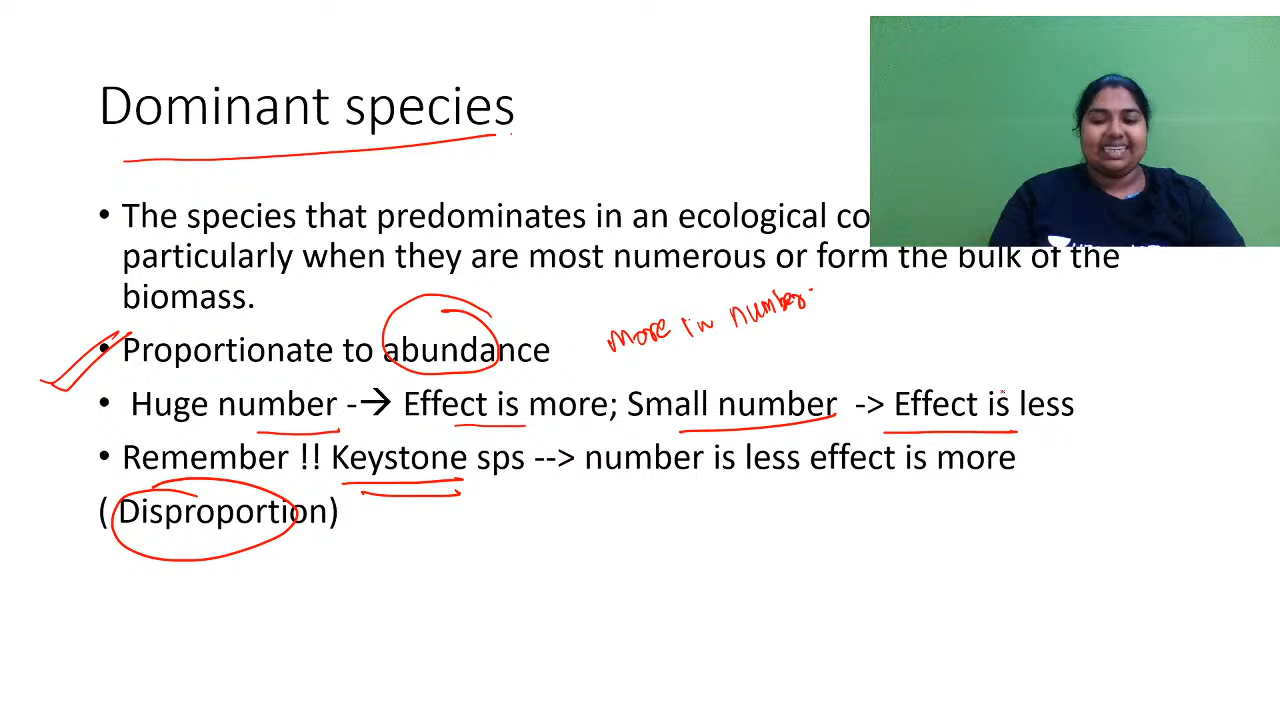 Dominant species
• The species that predominates in an ecological co
particularly when they are most numerous or form the bulk of the
biomass.
more in number.
• Proportionate to abundance
• Huge number -→ Effect is more; Small number -> Effect is less
• Remember !! Keystone sps --> number is less effect is more
( Disproportion)